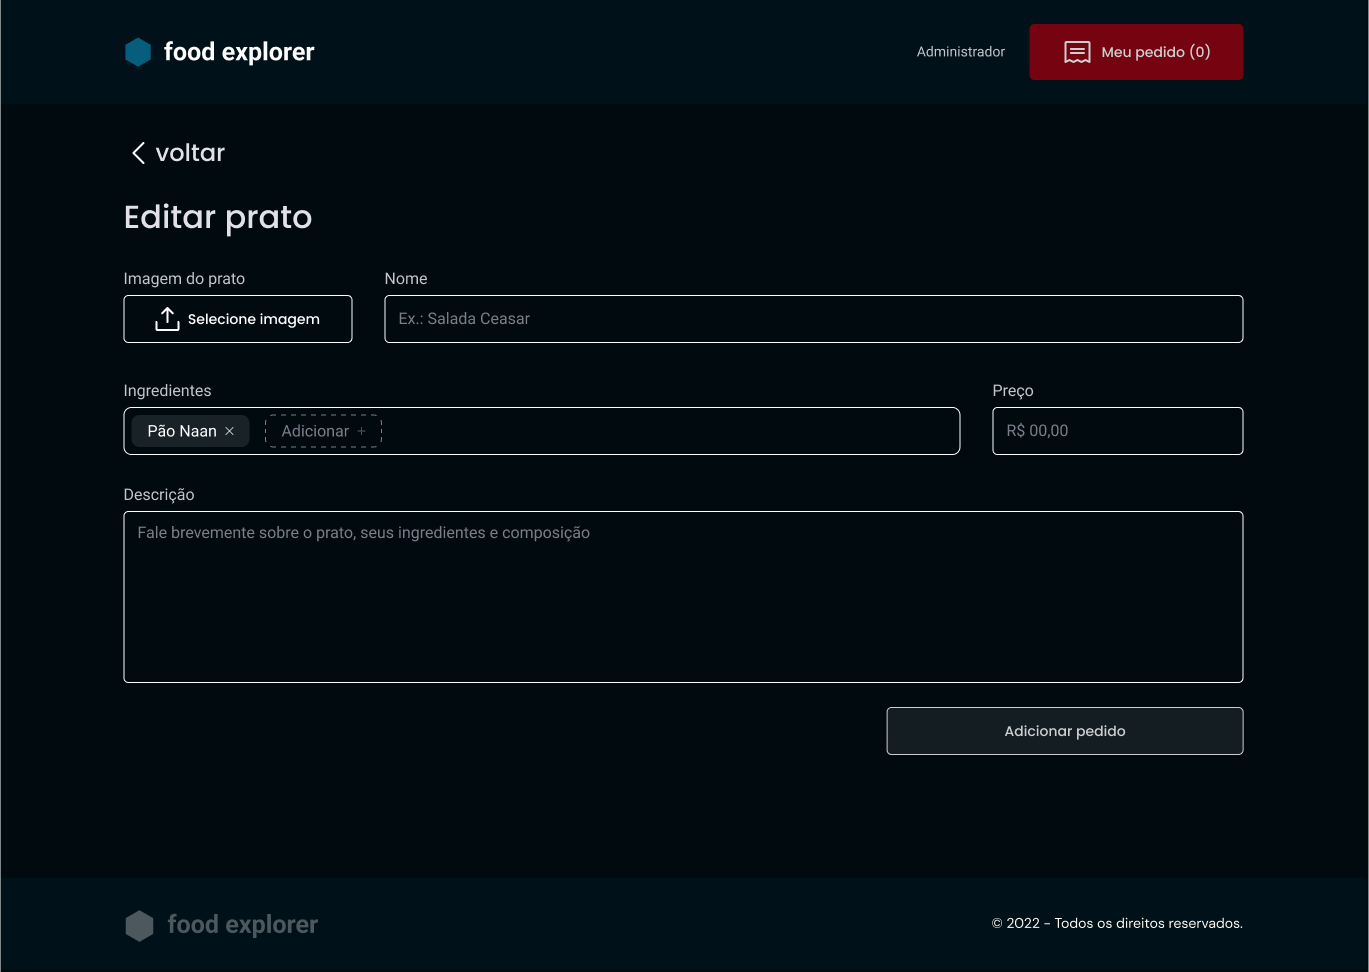 food explorer
Administrador
Meu pedido (0)
voltar
Editar prato
Imagem do prato
Nome
Selecione imagem
Ex.: Salada Ceasar
Ingredientes
Preço
Pão Naan ×
Adicionar +
R$ 00,00
Descrição
Fale brevemente sobre o prato, seus ingredientes e composição
Adicionar pedido
food explorer
© 2022 - Todos os direitos reservados.